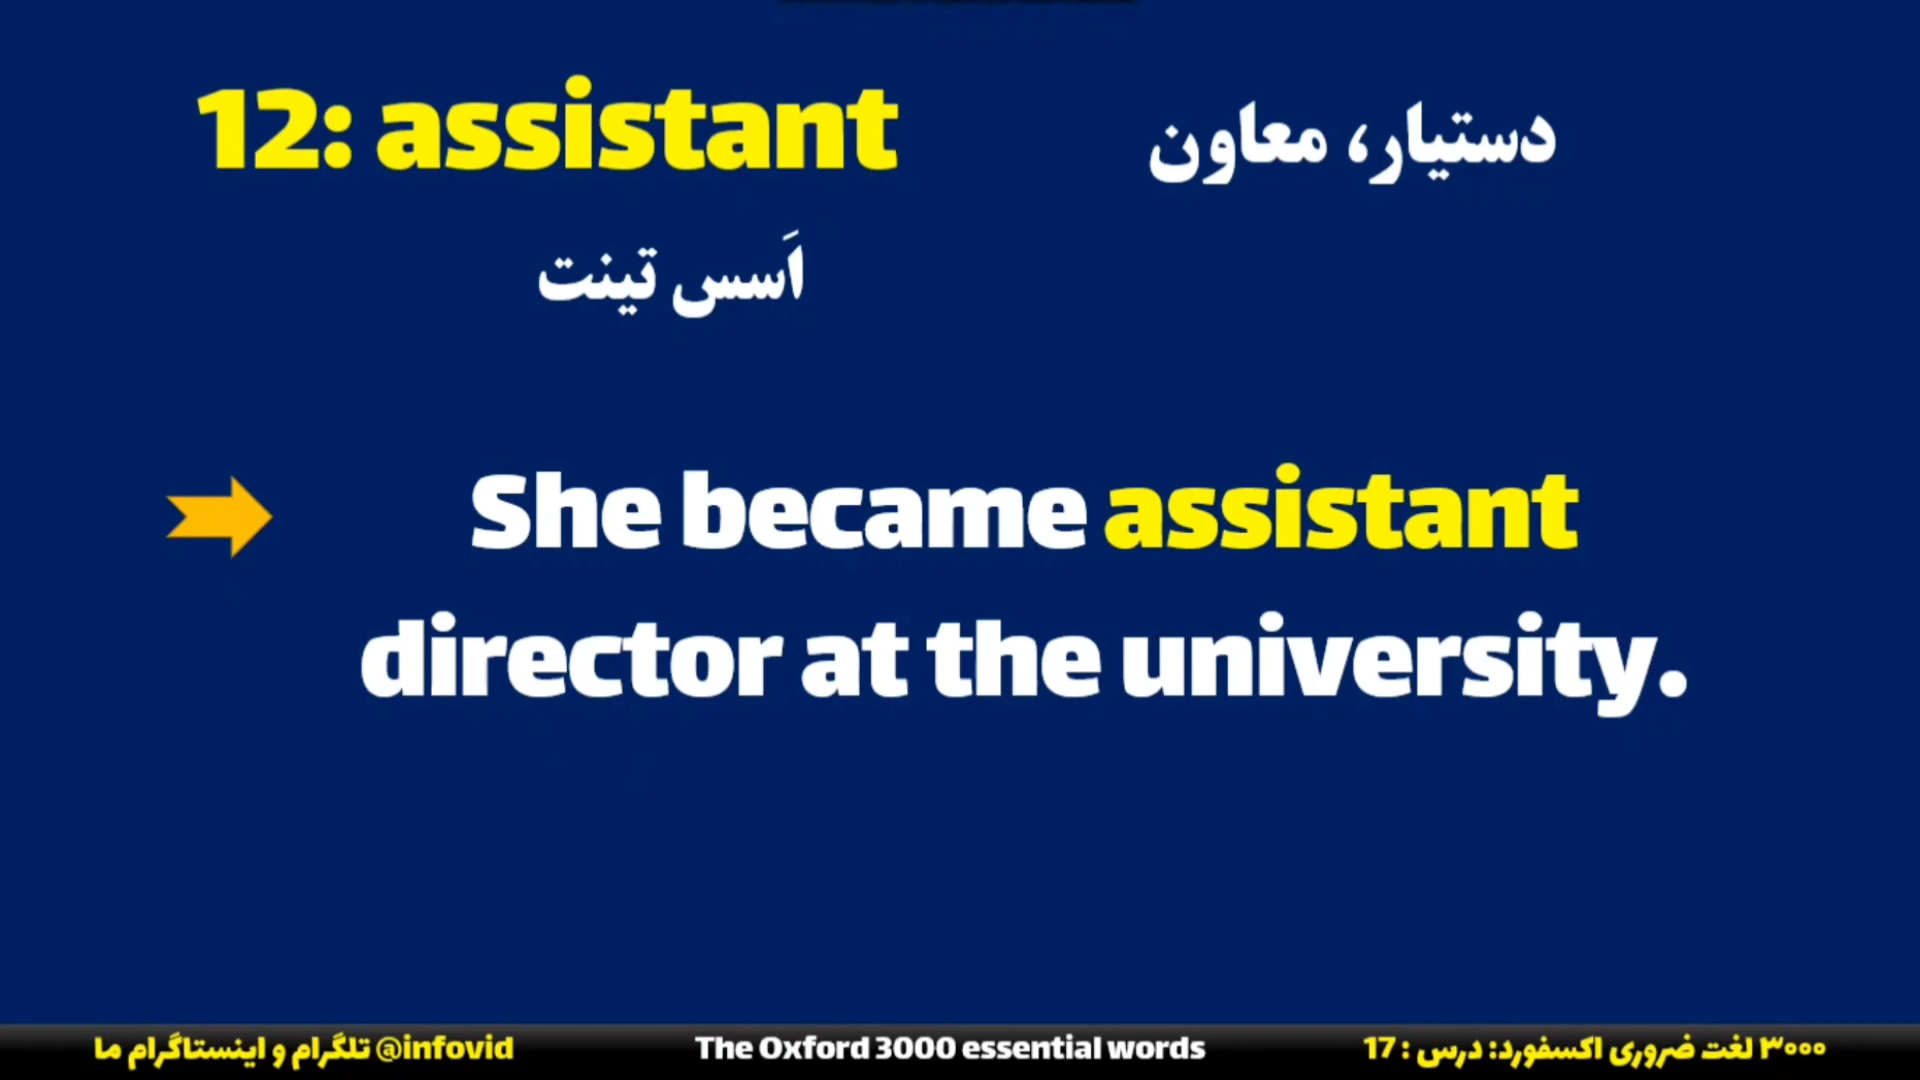 12: assistant
دستیار، معاون
اَسس تینت
She became assistant
director at the university.
تلگرام و اینستاگرام ما @infovid
The Oxford 3000 essential words
۳۰۰۰ لغت ضروری اکسفورد: درس : 17